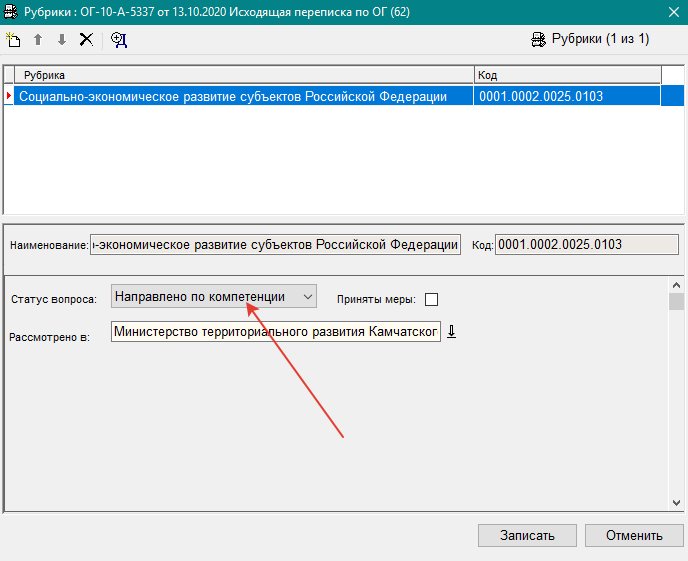 Рубрики : ОГ-10-А-5337 от 13.10.2020 Исходящая переписка по ОГ (62)
Рубрики (1 из 1)
Рубрика Код
Социально-экономическое развитие субъектов Российской Федерации 0001.0002.0025.0103
Наименование: -экономическое развитие субъектов Российской Федерации Код: 0001.0002.0025.0103
Статус вопроса: Направлено по компетенции Приняты меры:
Рассмотрено в: Министерство территориального развития Камчатског
Записать Отменить